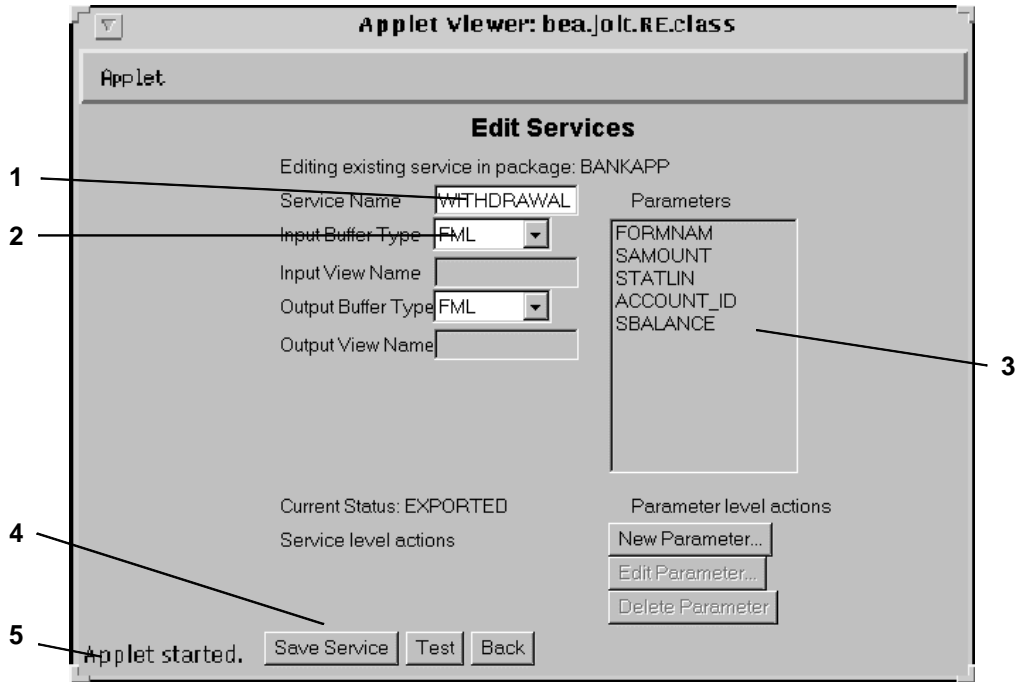 Applet Viewer: bea.jolt.RE.class
Applet
Edit Services
Editing existing service in package: BANKAPP
1
Service Name WITHDRAWAL Parameters
2
Input Buffer Type FML FORMNAM
SAMOUNT
Input View Name STATLIN
Output Buffer Type FML ACCOUNT_ID
SBALANCE
Output View Name
3
Current Status: EXPORTED Parameter level actions
4
Service level actions New Parameter...
Edit Parameter...
Delete Parameter
5
Applet started. Save Service Test Back